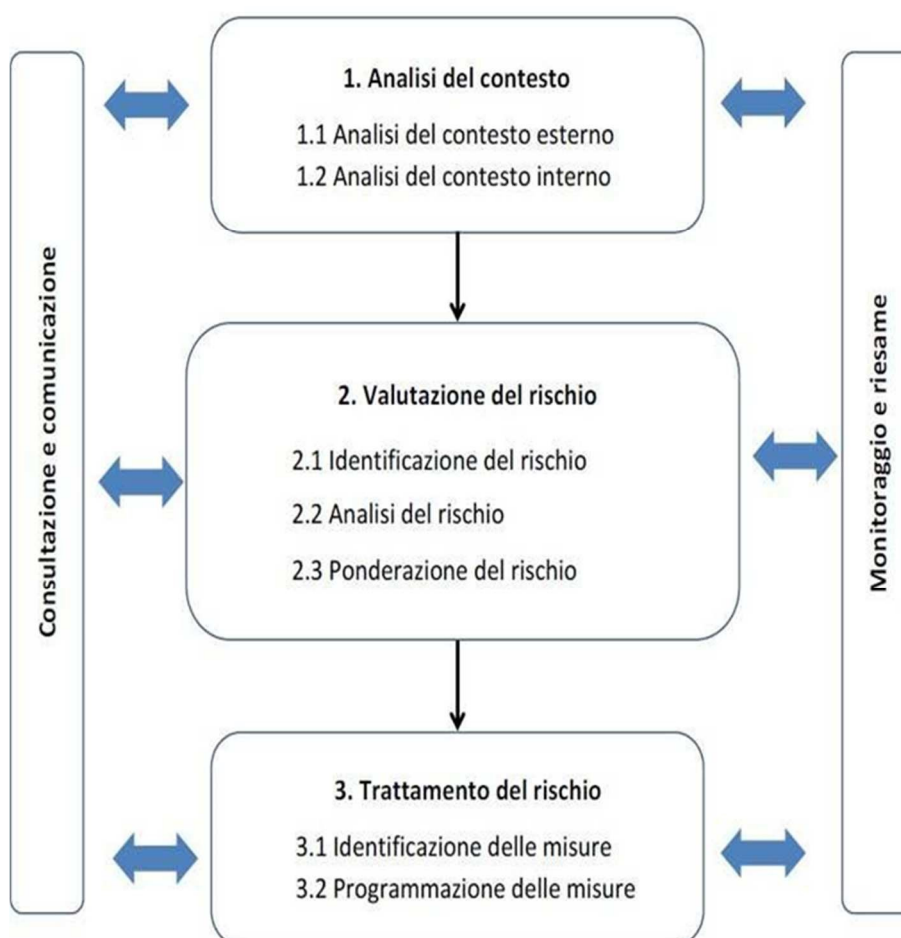 Consultazione e comunicazione
1. Analisi del contesto
1.1 Analisi del contesto esterno
1.2 Analisi del contesto interno
2. Valutazione del rischio
2.1 Identificazione del rischio
2.2 Analisi del rischio
2.3 Ponderazione del rischio
3. Trattamento del rischio
3.1 Identificazione delle misure
3.2 Programmazione delle misure
Monitoraggio e riesame